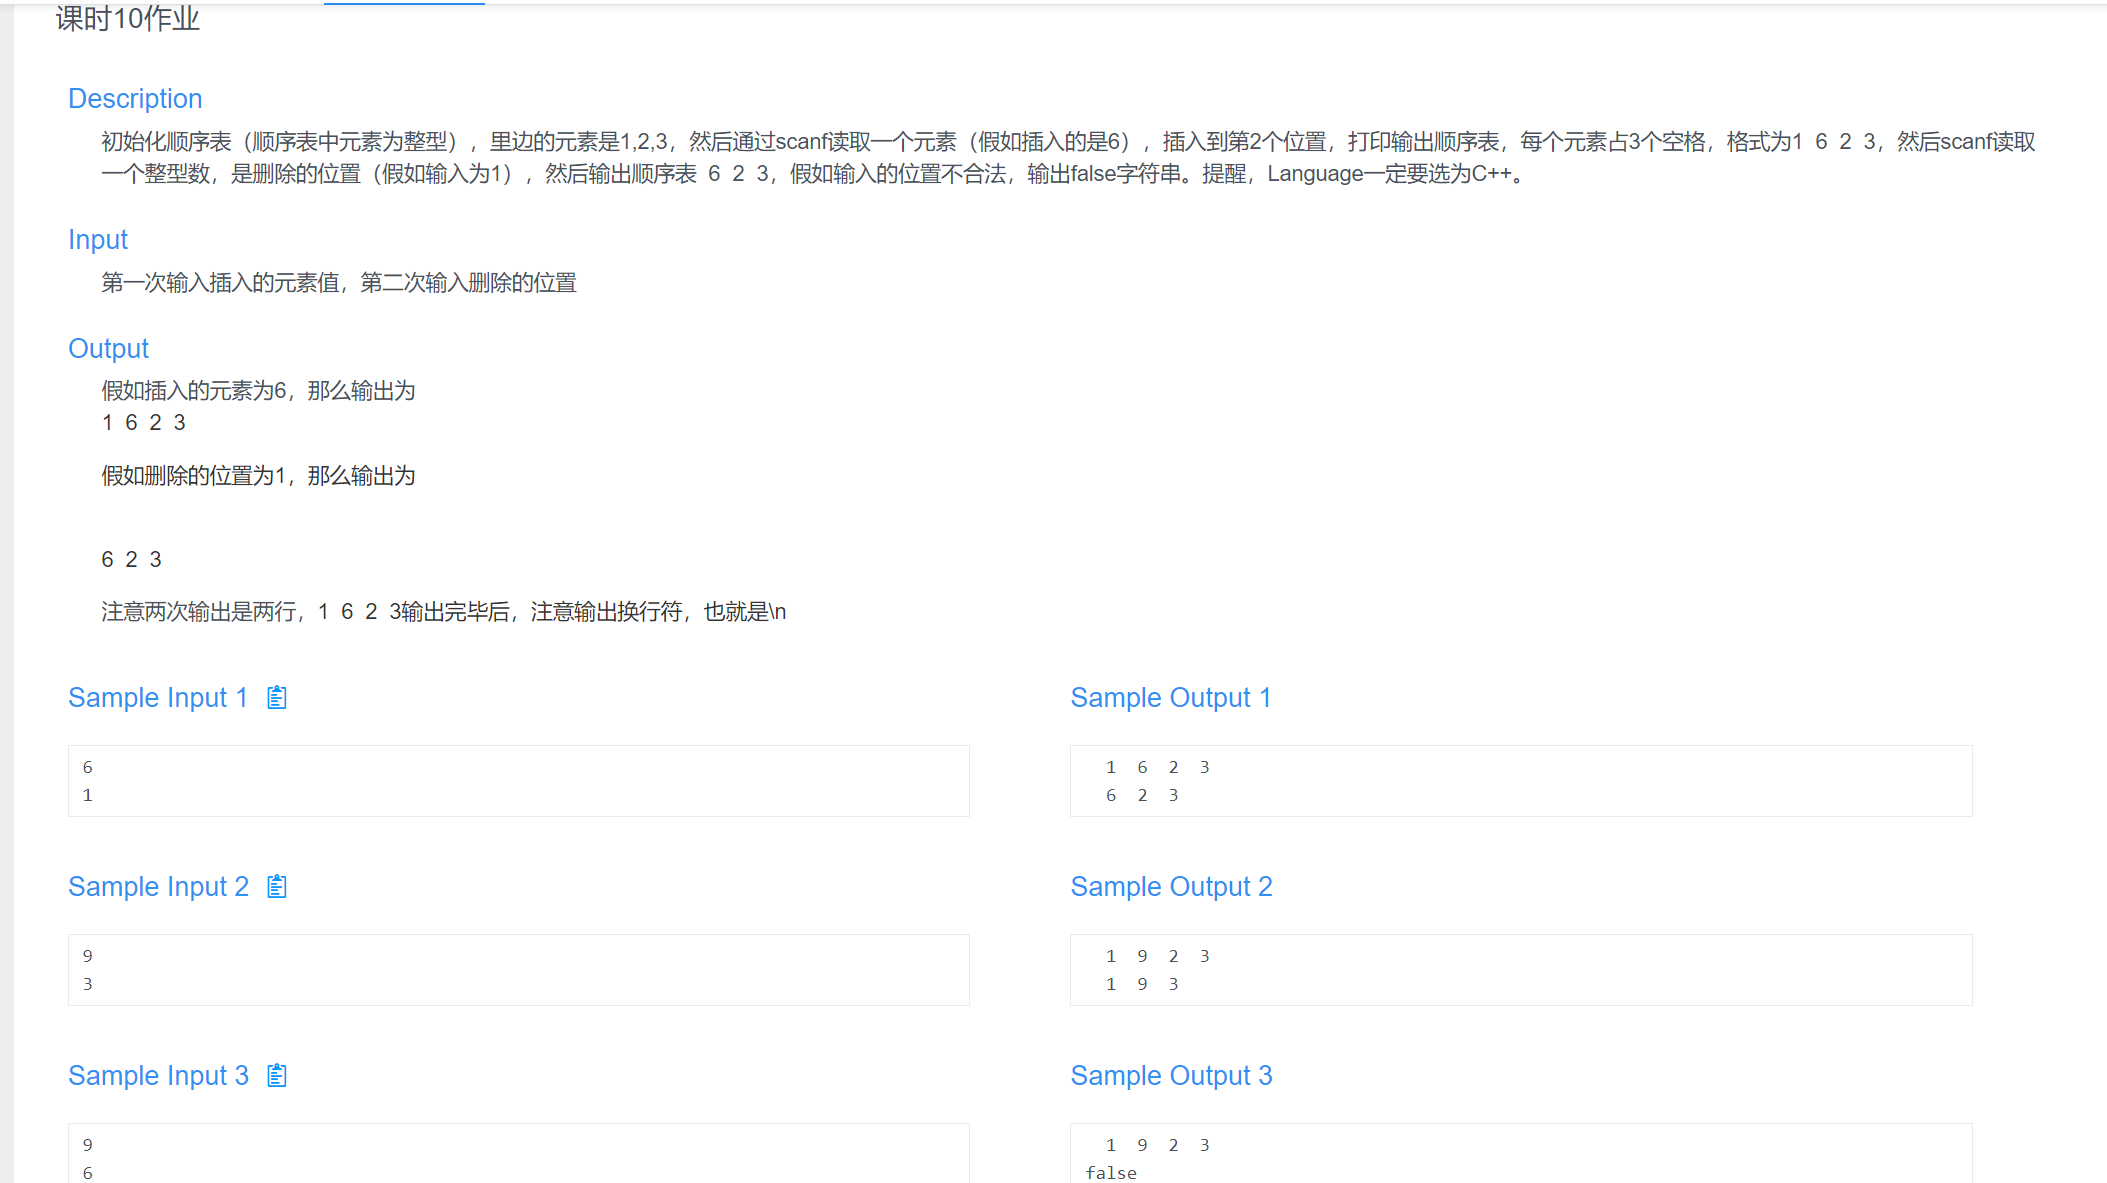 课时10作业
Description
初始化顺序表（顺序表中元素为整型），里边的元素是1,2,3，然后通过scanf读取一个元素（假如插入的是6），插入到第2个位置，打印输出顺序表，每个元素占3个空格，格式为1  6  2  3，然后scanf读取
一个整型数，是删除的位置（假如输入为1），然后输出顺序表  6  2  3，假如输入的位置不合法，输出false字符串。提醒，Language一定要选为C++。
Input
第一次输入插入的元素值，第二次输入删除的位置
Output
假如插入的元素为6，那么输出为
1  6  2  3
假如删除的位置为1，那么输出为
6  2  3
注意两次输出是两行，1  6  2  3输出完毕后，注意输出换行符，也就是\n
Sample Input 1
6
1
Sample Output 1
  1  6  2  3
  6  2  3
Sample Input 2
9
3
Sample Output 2
  1  9  2  3
  1  9  3
Sample Input 3
9
6
Sample Output 3
  1  9  2  3
false